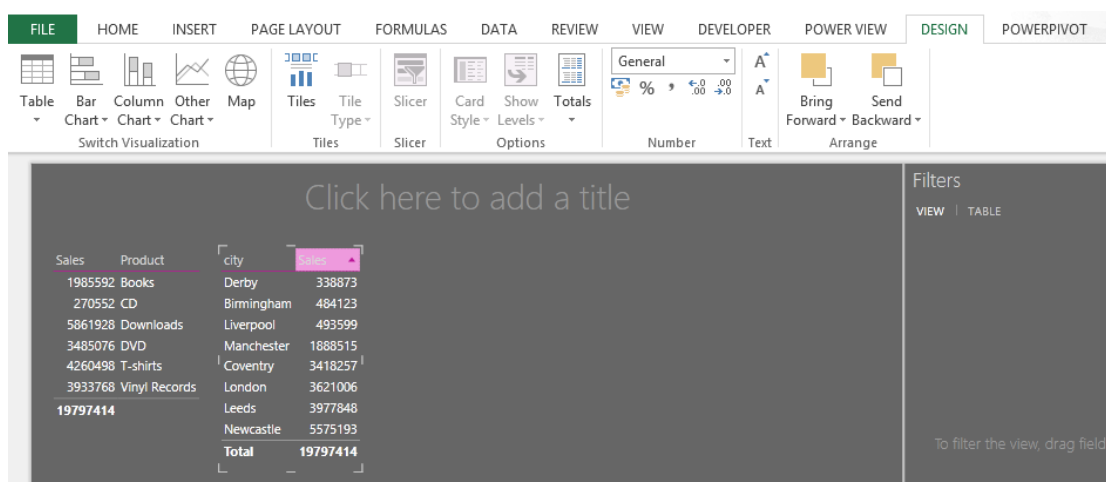 FILE HOME INSERT PAGE LAYOUT FORMULAS DATA REVIEW VIEW DEVELOPER POWER VIEW DESIGN POWERPIVOT
General
Table Bar Chart Column Chart Other Chart Map Tiles Tile Type Slicer Card Style Show Levels Totals % , .0 .00 .00 .0 A A Bring Forward Send Backward
Switch Visualization Tiles Slicer Options Number Text Arrange
Click here to add a title
Filters
VIEW | TABLE
Sales Product
1985592 Books
270552 CD
5861928 Downloads
3485076 DVD
4260498 T-shirts
3933768 Vinyl Records
19797414
city Sales
Derby 338873
Birmingham 484123
Liverpool 493599
Manchester 1888515
Coventry 3418257
London 3621006
Leeds 3977848
Newcastle 5575193
Total 19797414
To filter the view, drag field